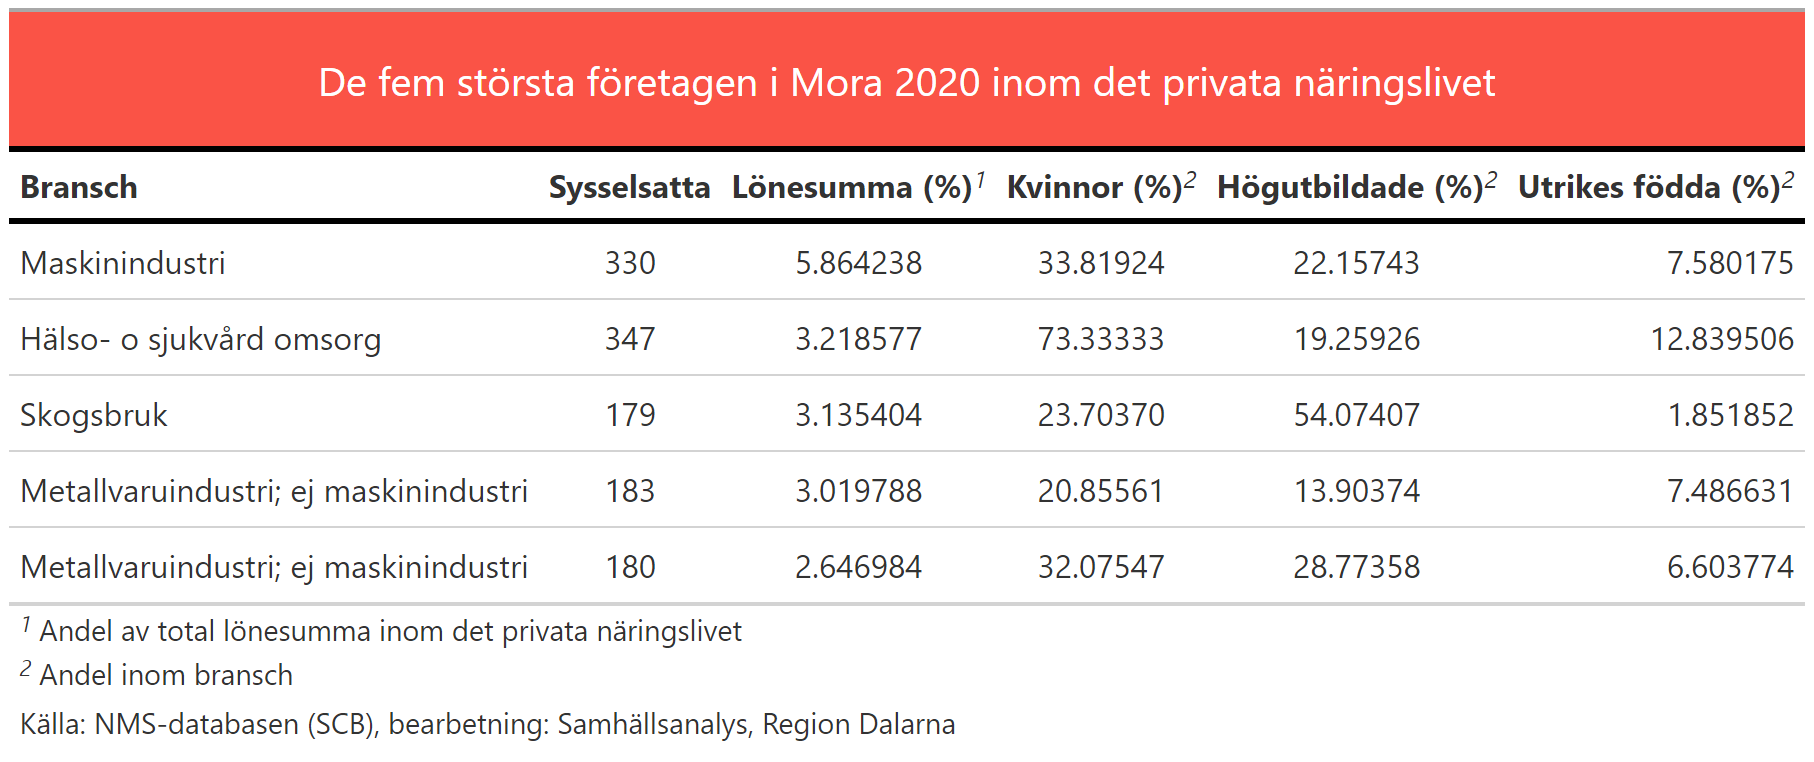 De fem största företagen i Mora 2020 inom det privata näringslivet
Bransch Sysselsatta Lönesumma (%)1 Kvinnor (%)2 Högutbildade (%)2 Utrikes födda (%)2
Maskinindustri 330 5.864238 33.81924 22.15743 7.580175
Hälso- o sjukvård omsorg 347 3.218577 73.33333 19.25926 12.839506
Skogsbruk 179 3.135404 23.70370 54.07407 1.851852
Metallvaruindustri; ej maskinindustri 183 3.019788 20.85561 13.90374 7.486631
Metallvaruindustri; ej maskinindustri 180 2.646984 32.07547 28.77358 6.603774
1 Andel av total lönesumma inom det privata näringslivet
2 Andel inom bransch
Källa: NMS-databasen (SCB), bearbetning: Samhällsanalys, Region Dalarna